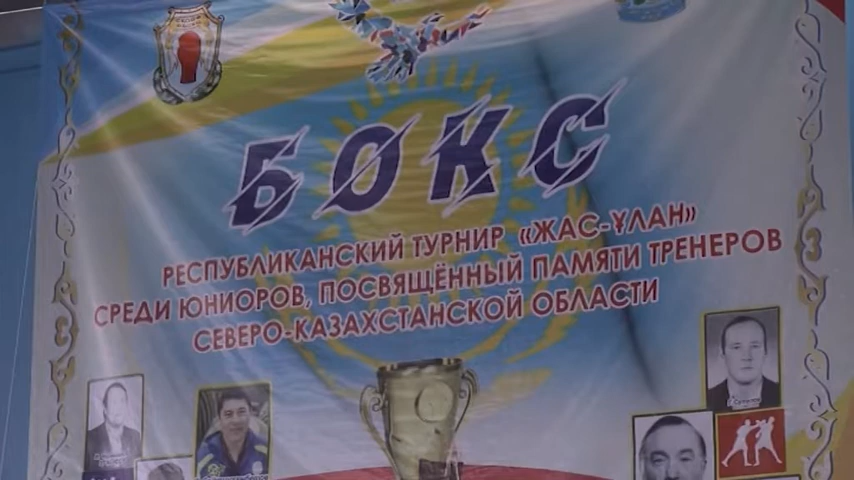 БОКС
РЕСПУБЛИКАНСКИЙ ТУРНИР «ЖАС-ҰЛАН»
СРЕДИ ЮНИОРОВ, ПОСВЯЩЁННЫЙ ПАМЯТИ ТРЕНЕРОВ
СЕВЕРО-КАЗАХСТАНСКОЙ ОБЛАСТИ